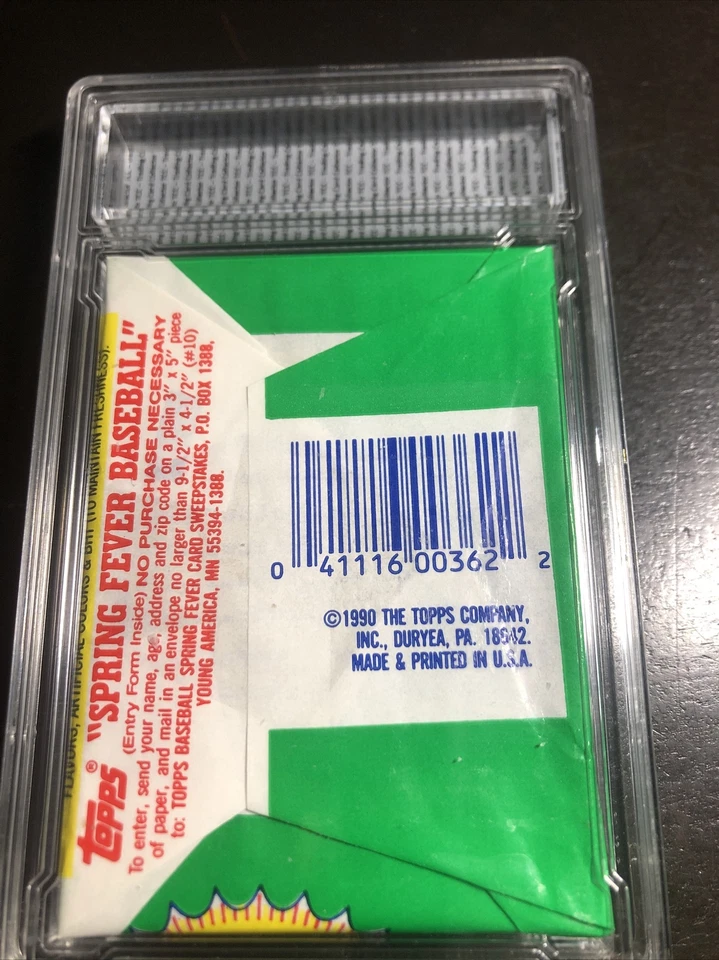 FLAVORS, ARTIFICIAL COLORS & BHT (TO MAINTAIN FRESHNESS).
topps® "SPRING FEVER BASEBALL"
(Entry Form Inside) NO PURCHASE NECESSARY
To enter, send your name, age, address and zip code on a plain 3" x 5" piece
of paper, and mail in an envelope no larger than 9-1/2" x 4-1/2" (#10)
to: TOPPS BASEBALL SPRING FEVER CARD SWEEPSTAKES, P.O. BOX 1388,
YOUNG AMERICA, MN 55394-1388.
0 41116 00362 2
©1990 THE TOPPS COMPANY,
INC., DURYEA, PA. 18642.
MADE & PRINTED IN U.S.A.